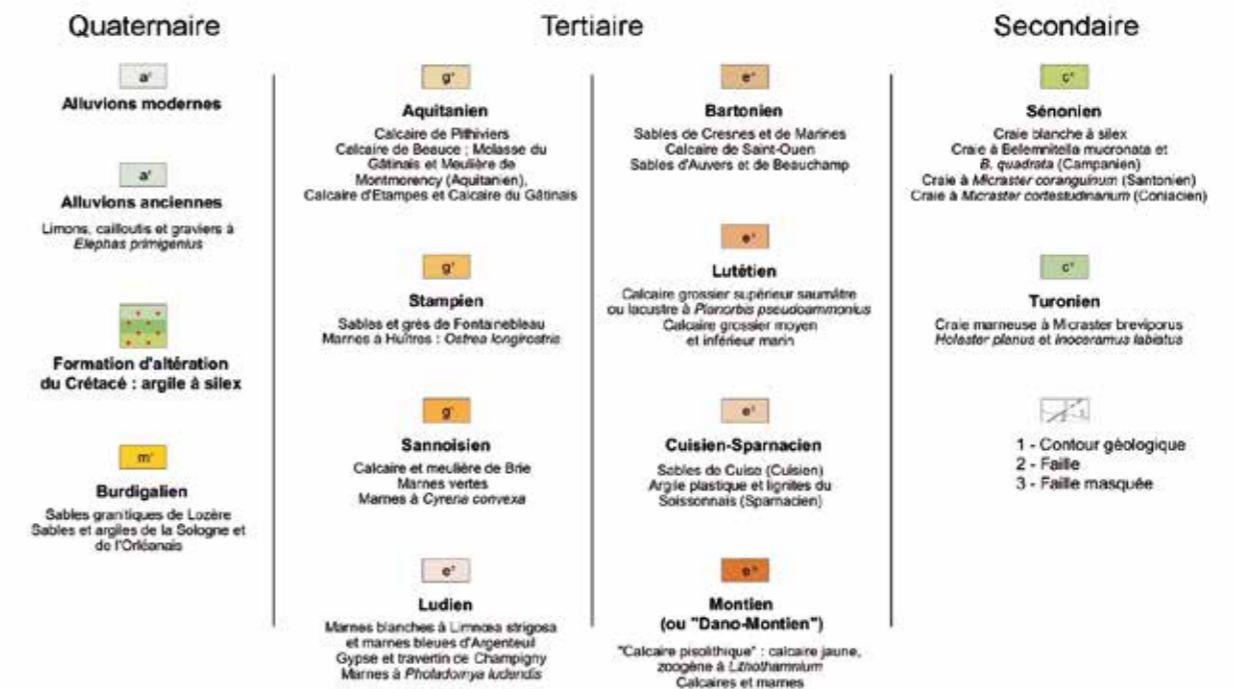 Quaternaire
Alluvions modernes
Alluvions anciennes
Limons, cailloutis et graviers à
Elephas primigenius
Formation d'altération
du Crétacé : argile à silex
Burdigalien
Sables granitiques de Lozère
Sables et argiles de la Sologne et
de l'Orléanais
Tertiaire
Aquitanien
Calcaire de Pithiviers
Calcaire de Beauce ; Molasse du
Gâtinais et Meulière de
Montmorency (Aquitanien),
Calcaire d'Etampes et Calcaire du Gâtinais
Stampien
Sables et grès de Fontainebleau
Marnes à Huîtres : Ostrea longirostris
Sannoisien
Calcaire et meulière de Brie
Marnes vertes
Marnes à Cyrena convexa
Ludien
Marnes blanches à Limnœa strigosa
et marnes bleues d'Argenteuil
Gypse et travertin de Champigny
Marnes à Pholadomya ludendis
Bartonien
Sables de Cresnes et de Marines
Calcaire de Saint-Ouen
Sables d'Auvers et de Beauchamp
Lutétien
Calcaire grossier supérieur saumâtre
ou lacustre à Planorbis pseudoammonius
Calcaire grossier moyen
et inférieur marin
Cuisien-Sparnacien
Sables de Cuise (Cuisien)
Argile plastique et lignites du
Soissonnais (Sparnacien)
Montien
(ou "Dano-Montien")
"Calcaire pisolithique" : calcaire jaune,
zoogène à Lithothamnium
Calcaires et marnes
Secondaire
Sénonien
Craie blanche à silex
Craie à Belemnitella mucronata et
B. quadrata (Campanien)
Craie à Micraster coranguinum (Santonien)
Craie à Micraster cortestudinarium (Coniacien)
Turonien
Craie marneuse à Micraster breviporus
Holaster planus et Inoceramus labiatus
1 - Contour géologique
2 - Faille
3 - Faille masquée